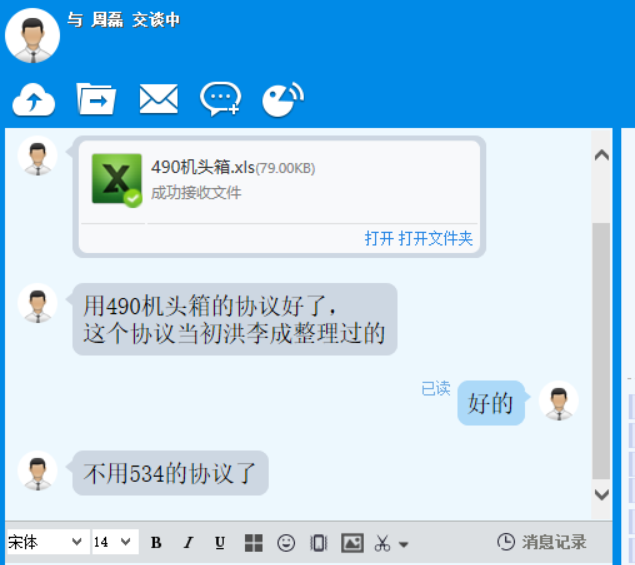 与 周磊 交谈中
490机头箱.xls(79.00KB)
成功接收文件
打开 打开文件夹
用490机头箱的协议好了，
这个协议当初洪李成整理过的
已读
好的
不用534的协议了
宋体 14 B I U 消息记录